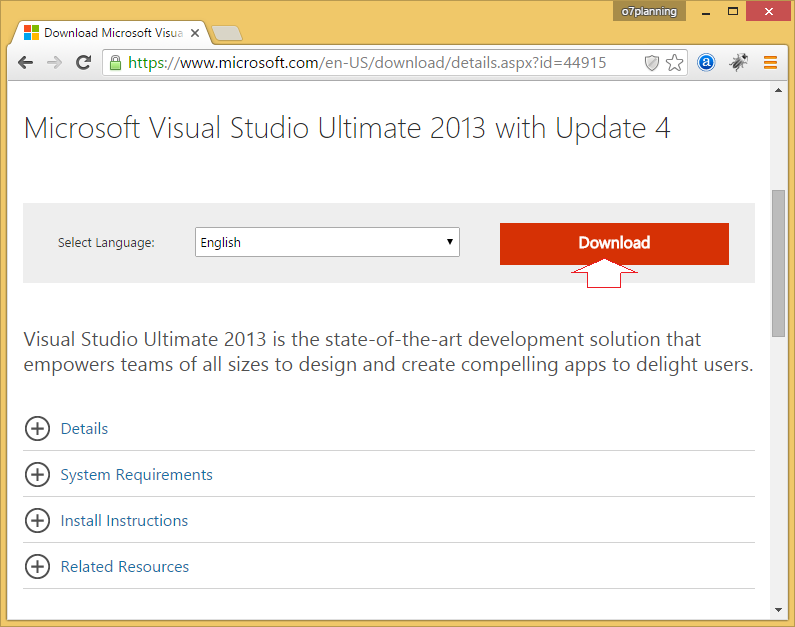 o7planning
Download Microsoft Visua
https://www.microsoft.com/en-US/download/details.aspx?id=44915
Microsoft Visual Studio Ultimate 2013 with Update 4
Select Language:
English
Download
Visual Studio Ultimate 2013 is the state-of-the-art development solution that
empowers teams of all sizes to design and create compelling apps to delight users.
Details
System Requirements
Install Instructions
Related Resources